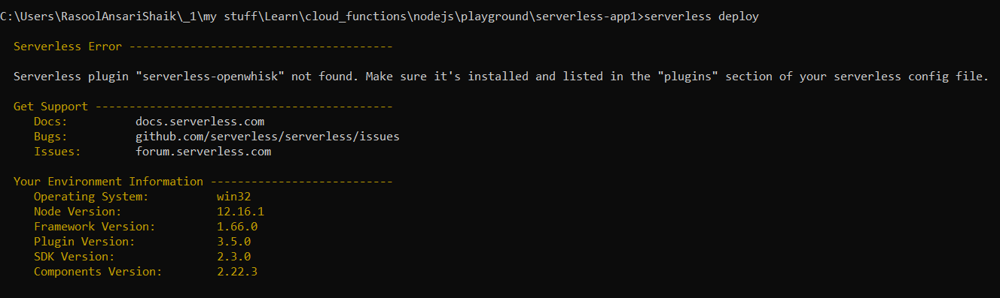 C:\Users\RasoolAnsariShaik\_1\my stuff\Learn\cloud_functions\nodejs\playground\serverless-app1>serverless deploy
Serverless Error ---------------------------------------
Serverless plugin "serverless-openwhisk" not found. Make sure it's installed and listed in the "plugins" section of your serverless config file.
Get Support --------------------------------------------
Docs: docs.serverless.com
Bugs: github.com/serverless/serverless/issues
Issues: forum.serverless.com
Your Environment Information ---------------------------
Operating System: win32
Node Version: 12.16.1
Framework Version: 1.66.0
Plugin Version: 3.5.0
SDK Version: 2.3.0
Components Version: 2.22.3